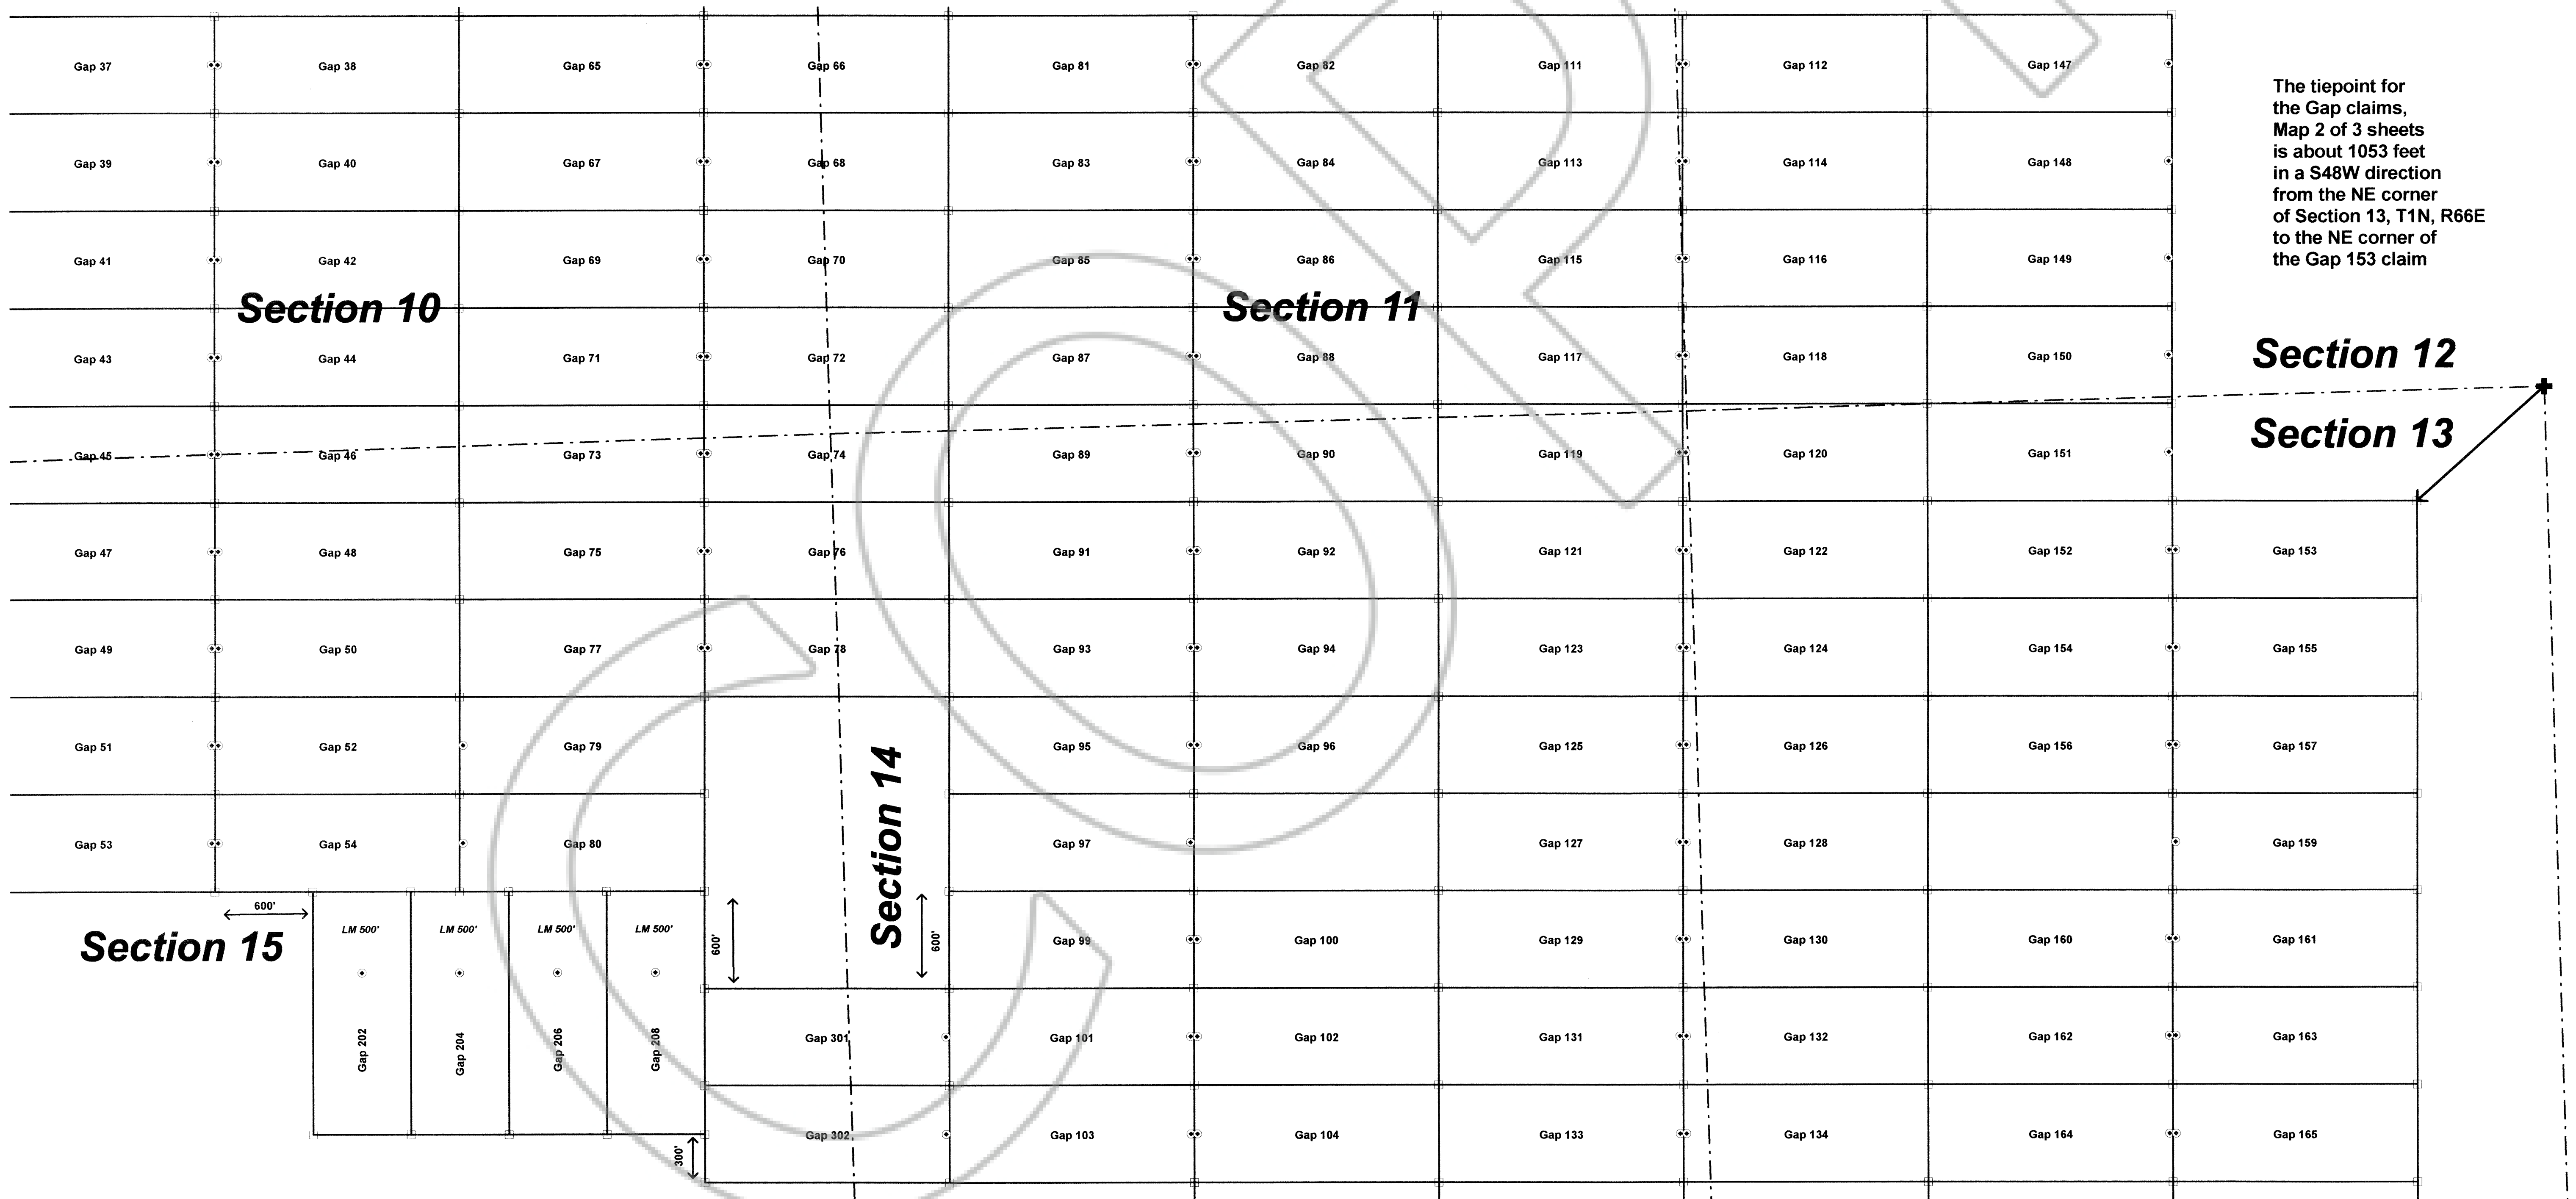 Gap 37
Gap 38
Gap 65
Gap 66
Gap 81
Gap 82
Gap 111
Gap 112
Gap 147
Gap 39
Gap 40
Gap 67
Gap 68
Gap 83
Gap 84
Gap 113
Gap 114
Gap 148
Gap 41
Gap 42
Gap 69
Gap 70
Gap 85
Gap 86
Gap 115
Gap 116
Gap 149
The tiepoint for
the Gap claims,
Map 2 of 3 sheets
is about 1053 feet
in a S48W direction
from the NE corner
of Section 13, T1N, R66E
to the NE corner of
the Gap 153 claim
Section 10
Section 11
Gap 43
Gap 44
Gap 71
Gap 72
Gap 87
Gap 88
Gap 117
Gap 118
Gap 150
Section 12
Section 13
Gap 45
Gap 46
Gap 73
Gap 74
Gap 89
Gap 90
Gap 119
Gap 120
Gap 151
Gap 47
Gap 48
Gap 75
Gap 76
Gap 91
Gap 92
Gap 121
Gap 122
Gap 152
Gap 153
Gap 49
Gap 50
Gap 77
Gap 78
Gap 93
Gap 94
Gap 123
Gap 124
Gap 154
Gap 155
Gap 51
Gap 52
Gap 79
Gap 95
Gap 96
Gap 125
Gap 126
Gap 156
Gap 157
Section 14
Gap 53
Gap 54
Gap 80
Gap 97
Gap 127
Gap 128
Gap 159
600'
Section 15
LM 500'
LM 500'
LM 500'
LM 500'
600'
600'
Gap 99
Gap 100
Gap 129
Gap 130
Gap 160
Gap 161
Gap 202
Gap 204
Gap 206
Gap 208
Gap 301
Gap 101
Gap 102
Gap 131
Gap 132
Gap 162
Gap 163
300'
Gap 302
Gap 103
Gap 104
Gap 133
Gap 134
Gap 164
Gap 165
COP